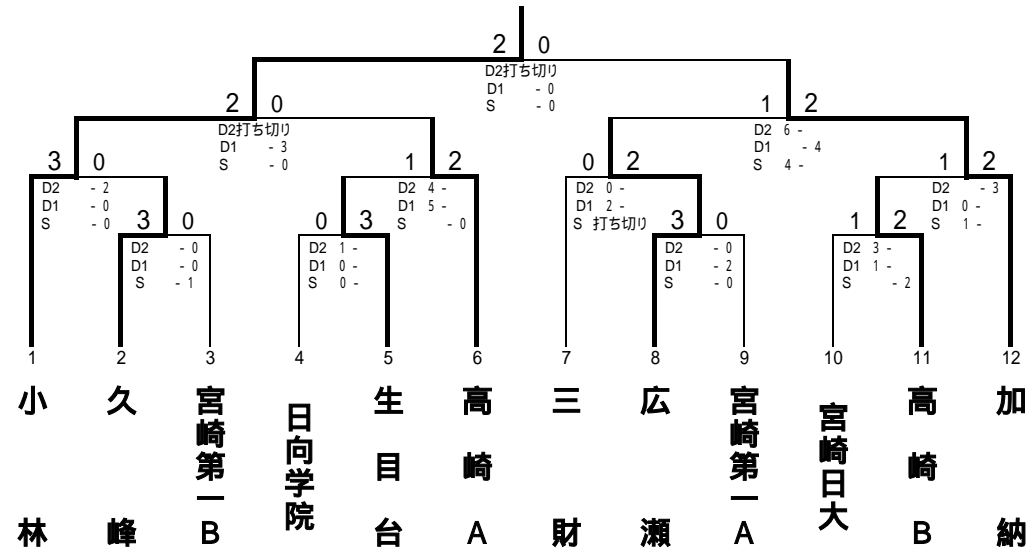 2 0
D2打ち切り
D1 - 0
S - 0
2 0
D2打ち切り
D1 - 3
S - 0
1 2
D2 6 -
D1 - 4
S 4 -
3 0
D2 - 2
D1 - 0
S - 0
1 2
D2 4 -
D1 5 -
S - 0
0 2
D2 0 -
D1 2 -
S 打ち切り
1 2
D2 - 3
D1 0 -
S 1 -
3 0
D2 - 0
D1 - 0
S - 1
0 3
D2 1 -
D1 0 -
S 0 -
3 0
D2 - 0
D1 - 2
S - 0
1 2
D2 3 -
D1 1 -
S - 2
1 2 3 4 5 6 7 8 9 10 11 12
小林
久峰
宮崎第一B
日向学院
生目台
高崎A
三財
広瀬
宮崎第一A
宮崎日大
高崎B
加納